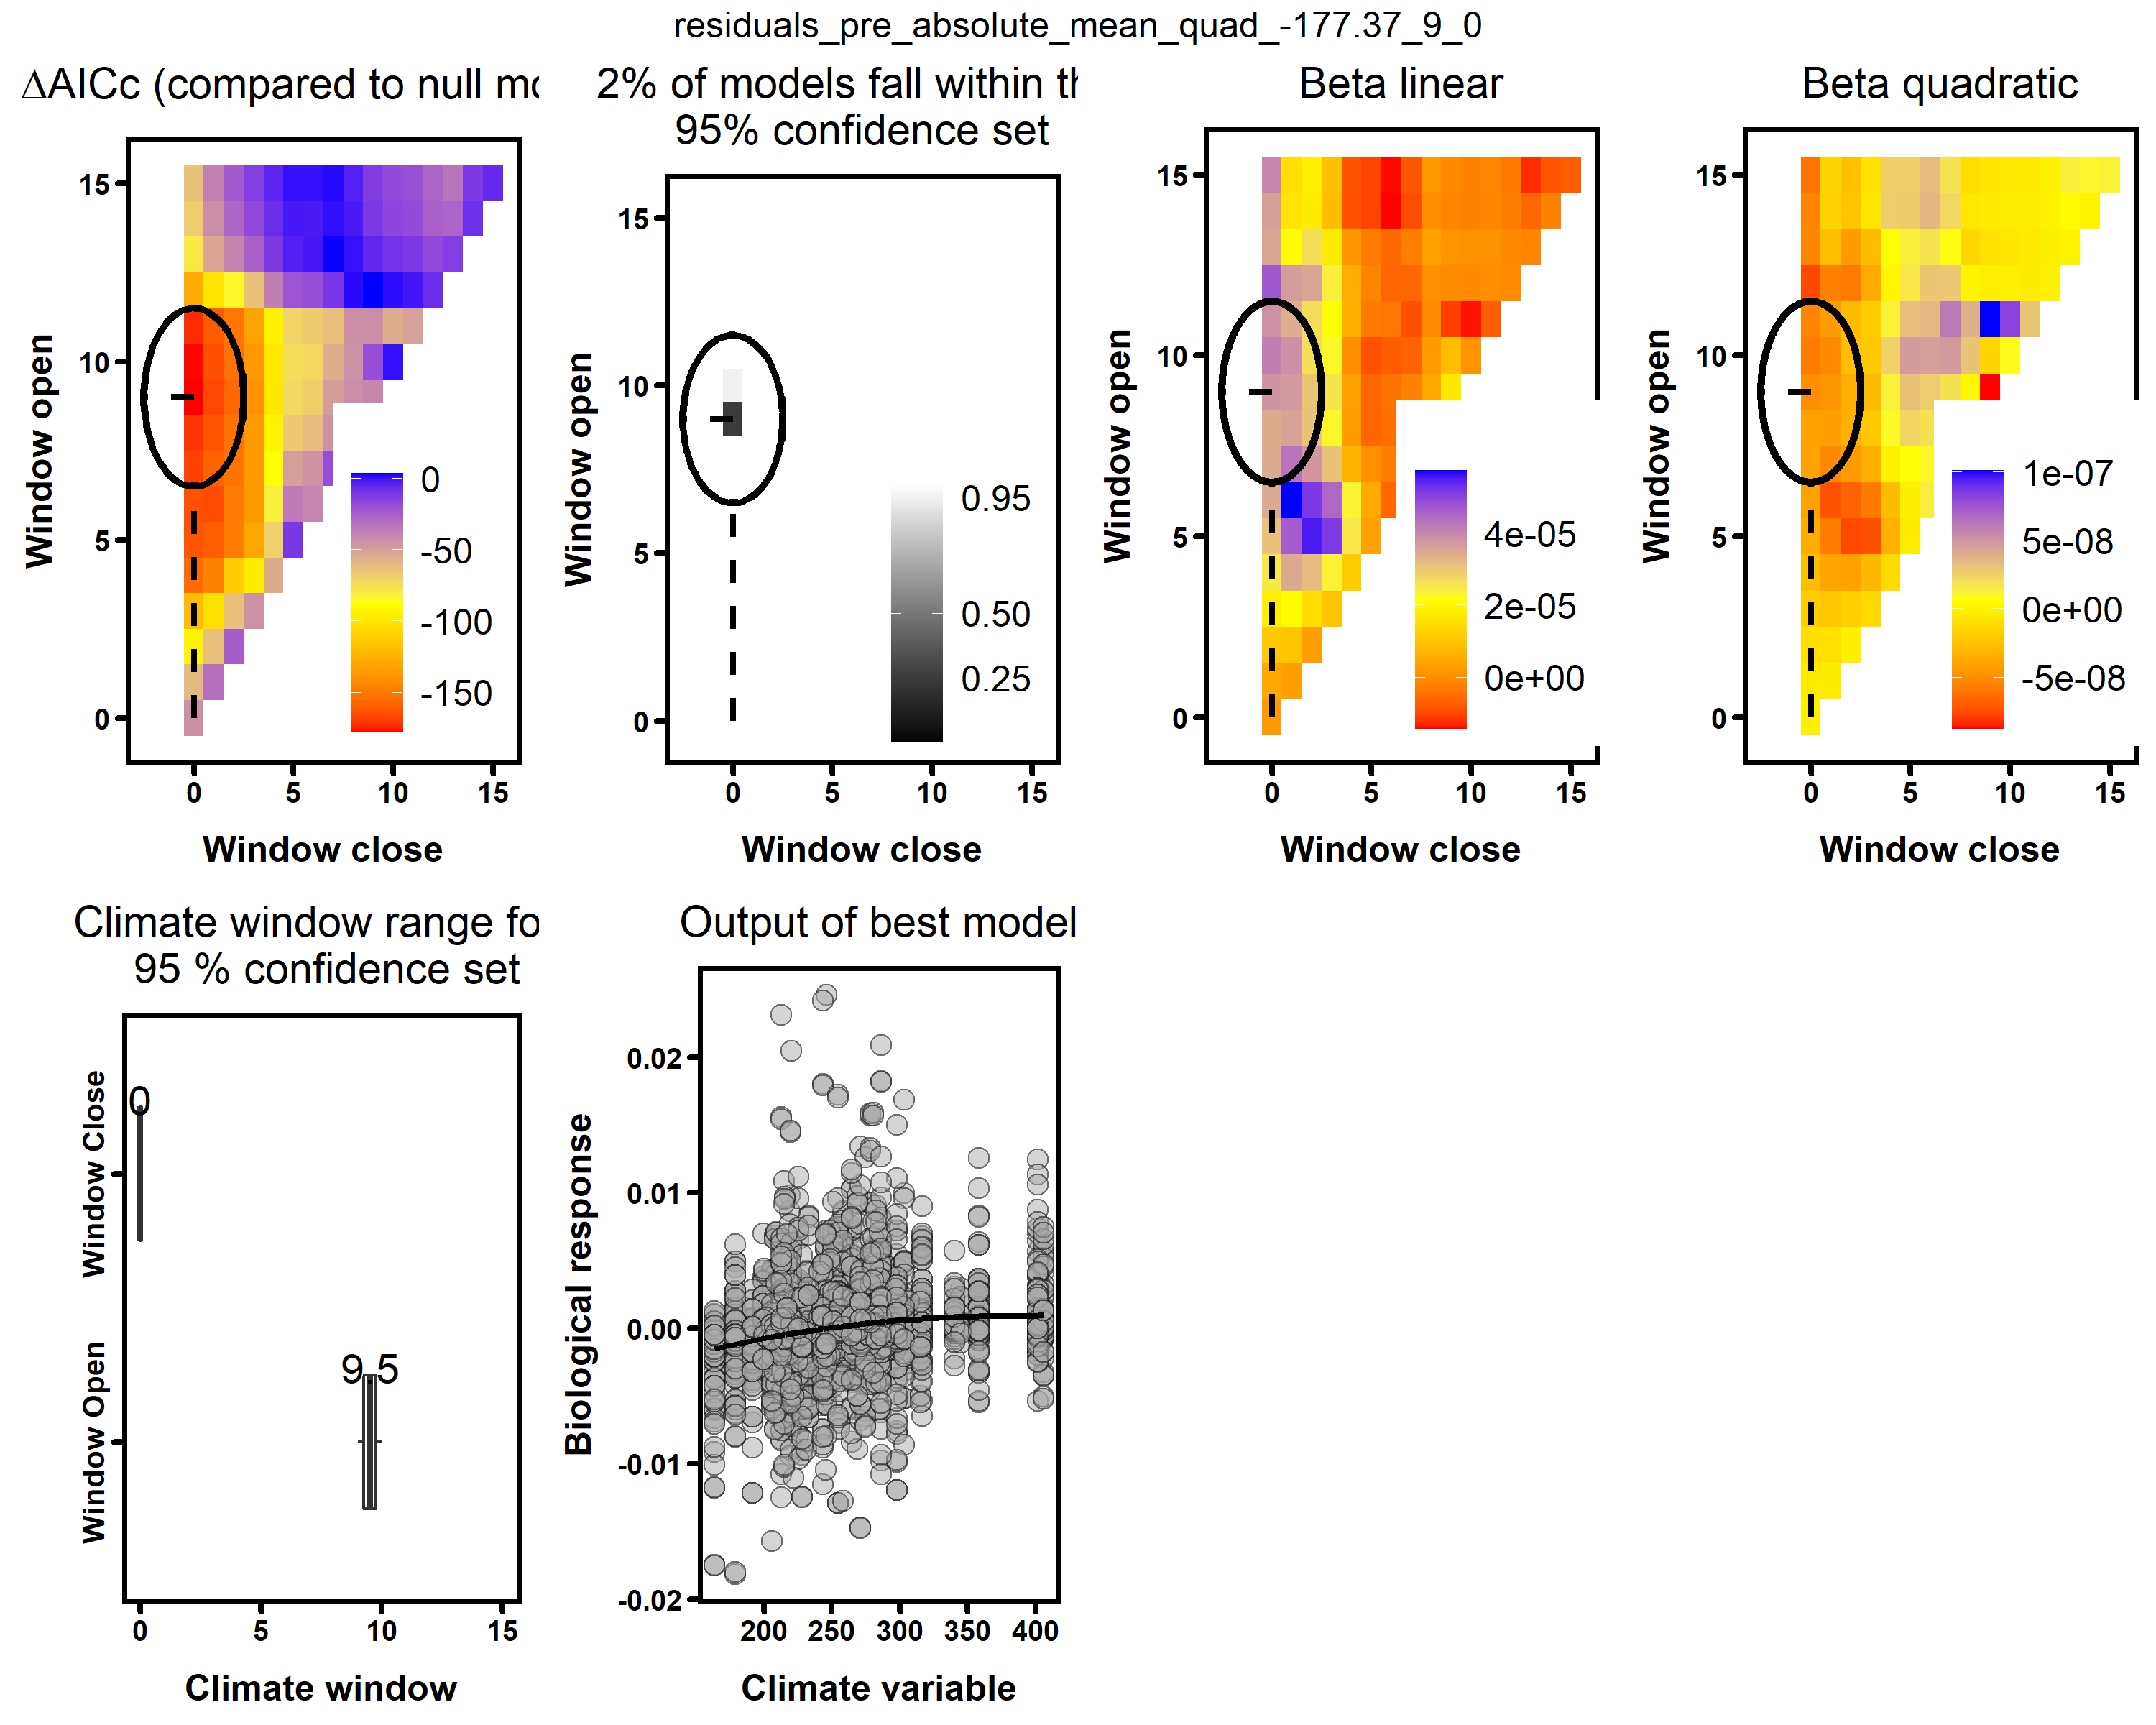 residuals_pre_absolute_mean_quad_-177.37_9_0
ΔAICc (compared to null mo
2% of models fall within th
95% confidence set
Beta linear
Beta quadratic
Window open
15
10
5
0
0
-50
-100
-150
0
5
10
15
Window close
Window open
15
10
5
0
0.95
0.50
0.25
0
5
10
15
Window close
Window open
15
10
5
0
4e-05
2e-05
0e+00
0
5
10
15
Window close
Window open
15
10
5
0
1e-07
5e-08
0e+00
-5e-08
0
5
10
15
Window close
Climate window range fo
95 % confidence set
Window Close
Window Open
0
9.5
0
5
10
15
Climate window
Output of best model
Biological response
0.02
0.01
0.00
-0.01
-0.02
200
250
300
350
400
Climate variable